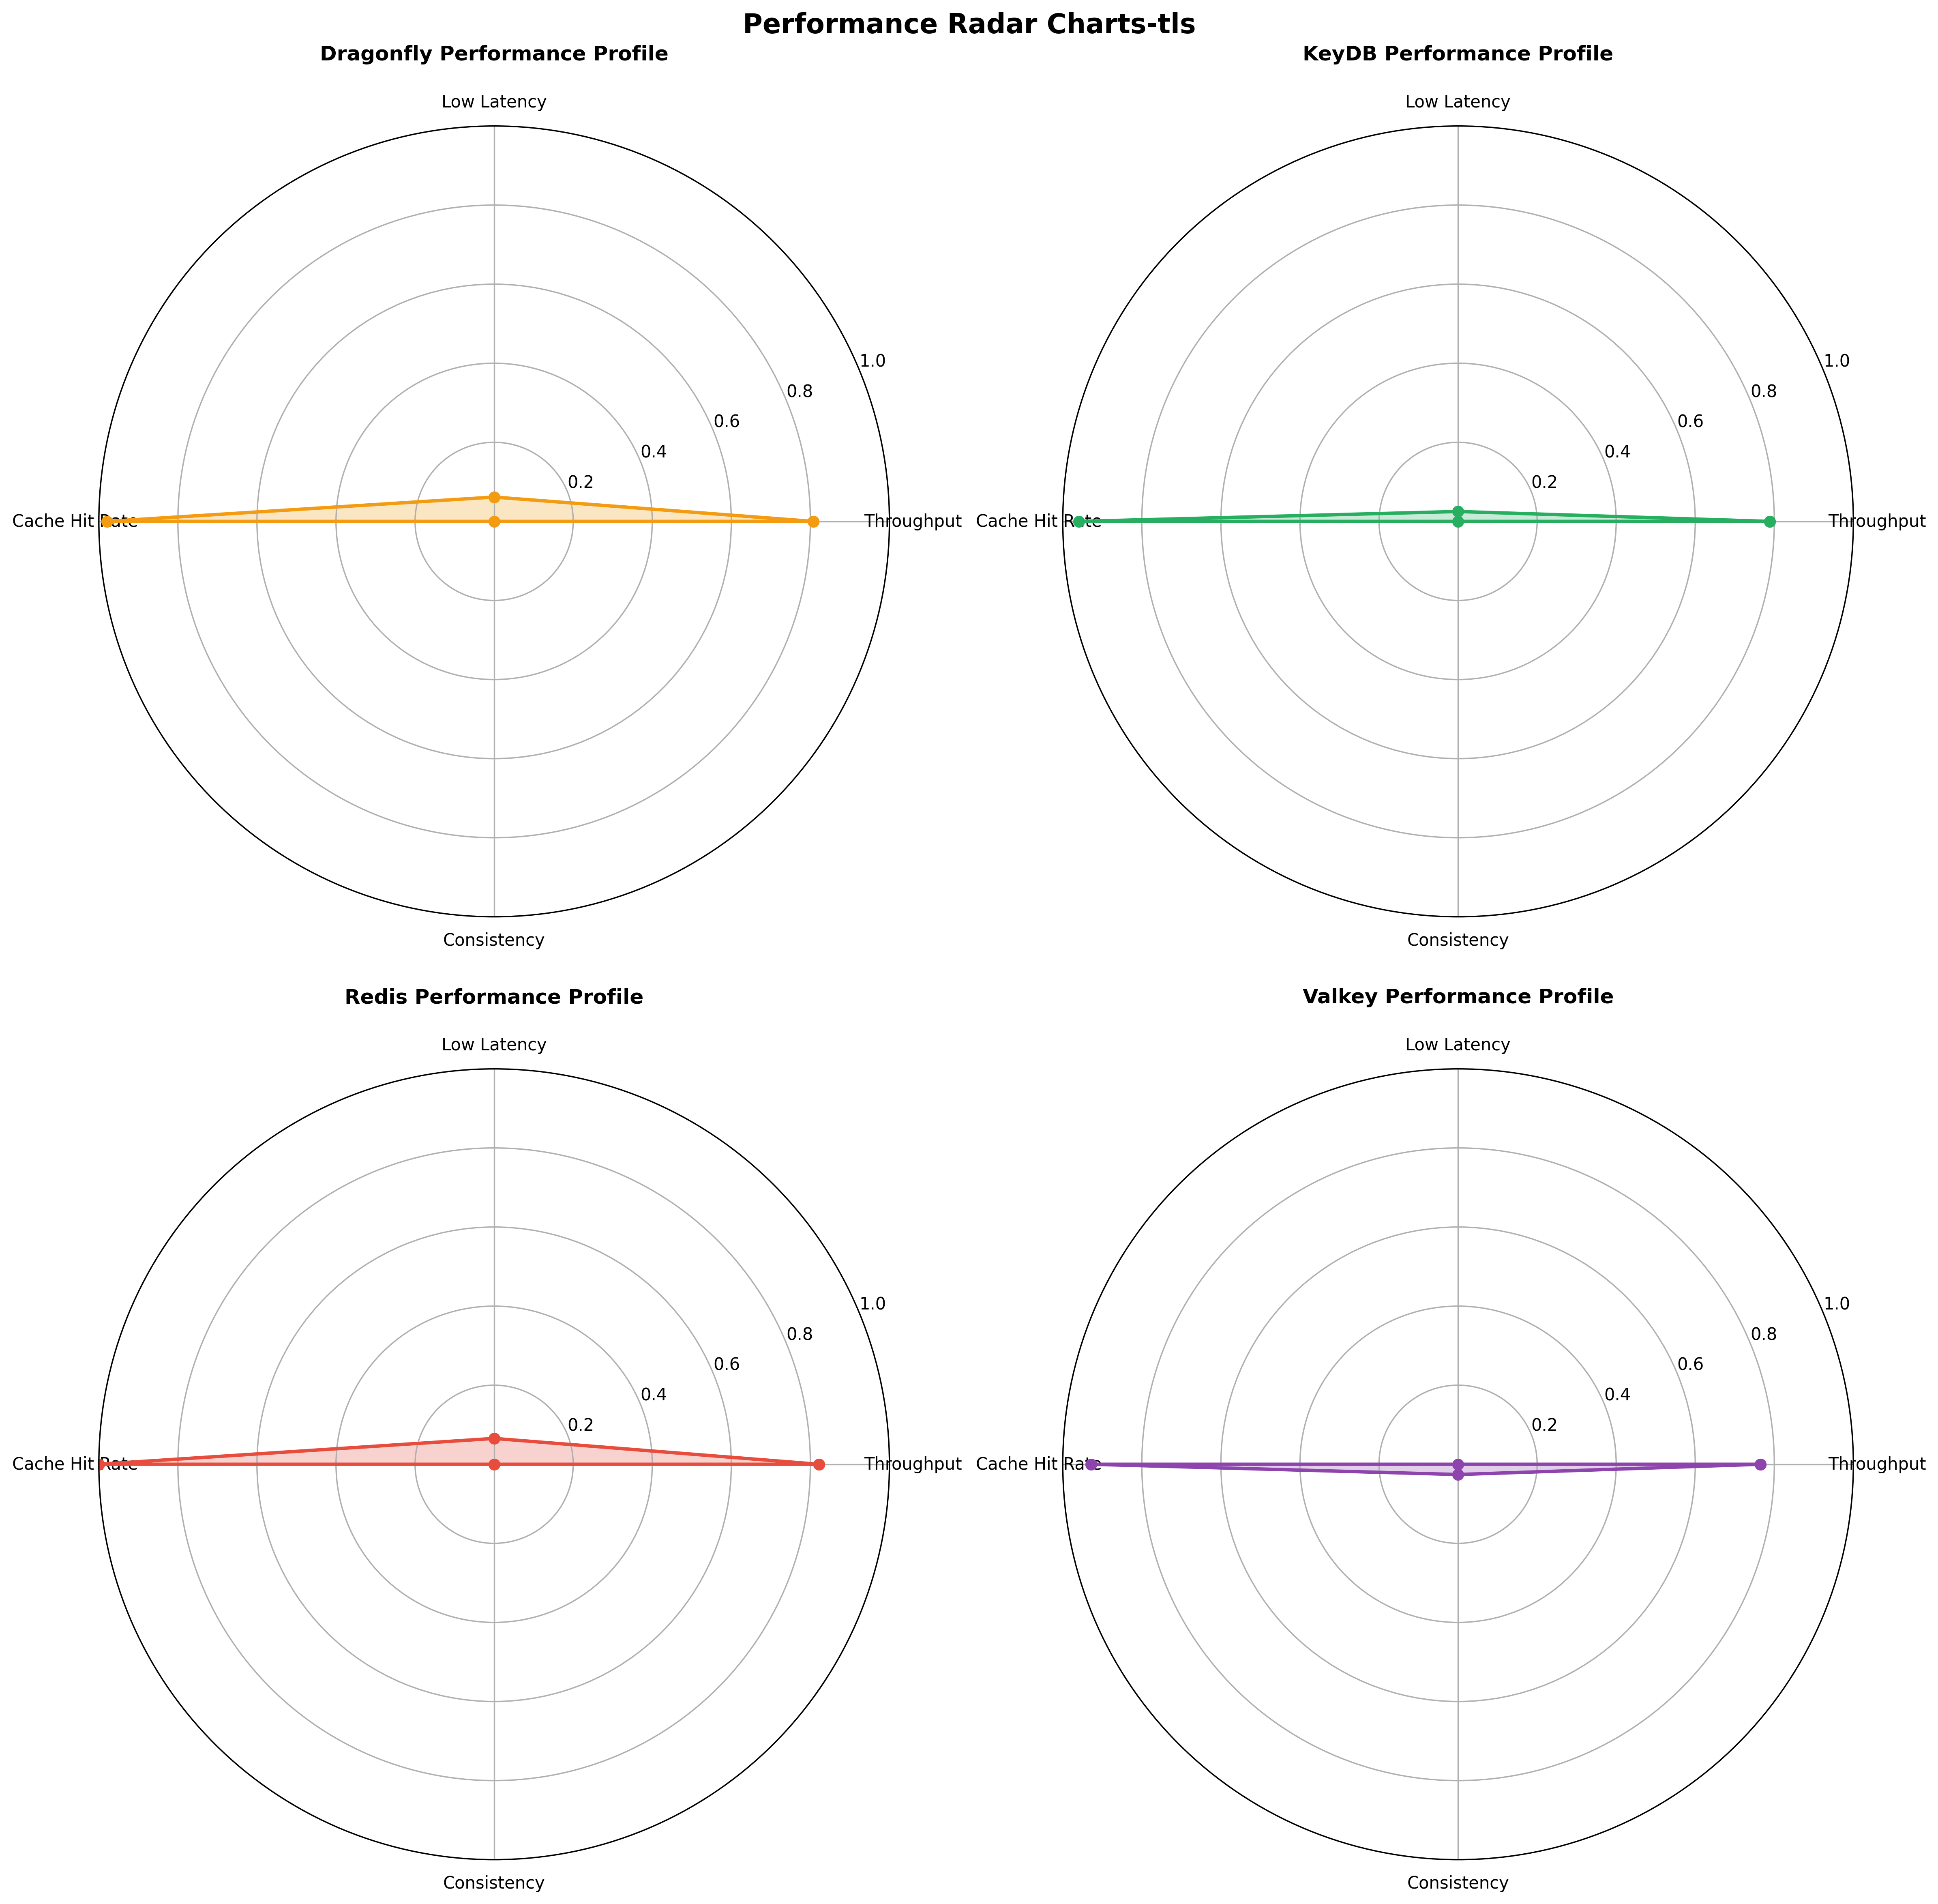 Performance Radar Charts-tls
Dragonfly Performance Profile
Low Latency
1.0
0.8
0.6
0.4
0.2
Cache Hit Rate
Throughput
Consistency
KeyDB Performance Profile
Low Latency
1.0
0.8
0.6
0.4
0.2
Cache Hit Rate
Throughput
Consistency
Redis Performance Profile
Low Latency
1.0
0.8
0.6
0.4
0.2
Cache Hit Rate
Throughput
Consistency
Valkey Performance Profile
Low Latency
1.0
0.8
0.6
0.4
0.2
Cache Hit Rate
Throughput
Consistency